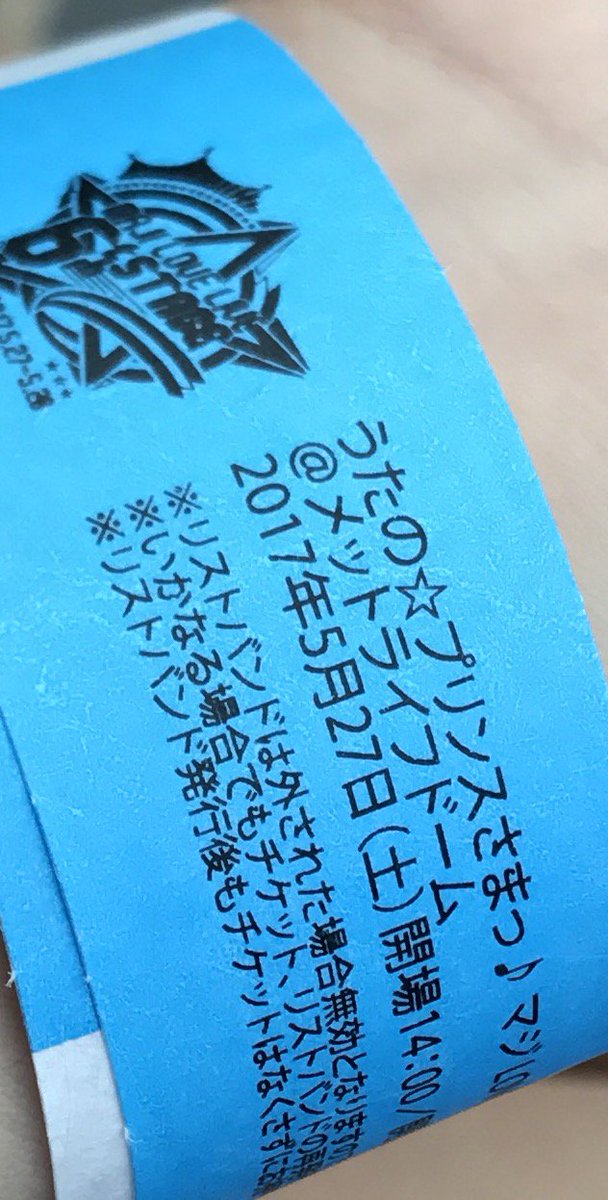 LOVE LIVE
6th STAGE
うたの☆プリンスさまっ♪マジLO
@メットライフドーム
2017年5月27日(土)開場14:00/
※リストバンドは外された場合無効となります
※いかなる場合でもチケット、リストバンドの再
※リストバンド発行後もチケットはなくさずに